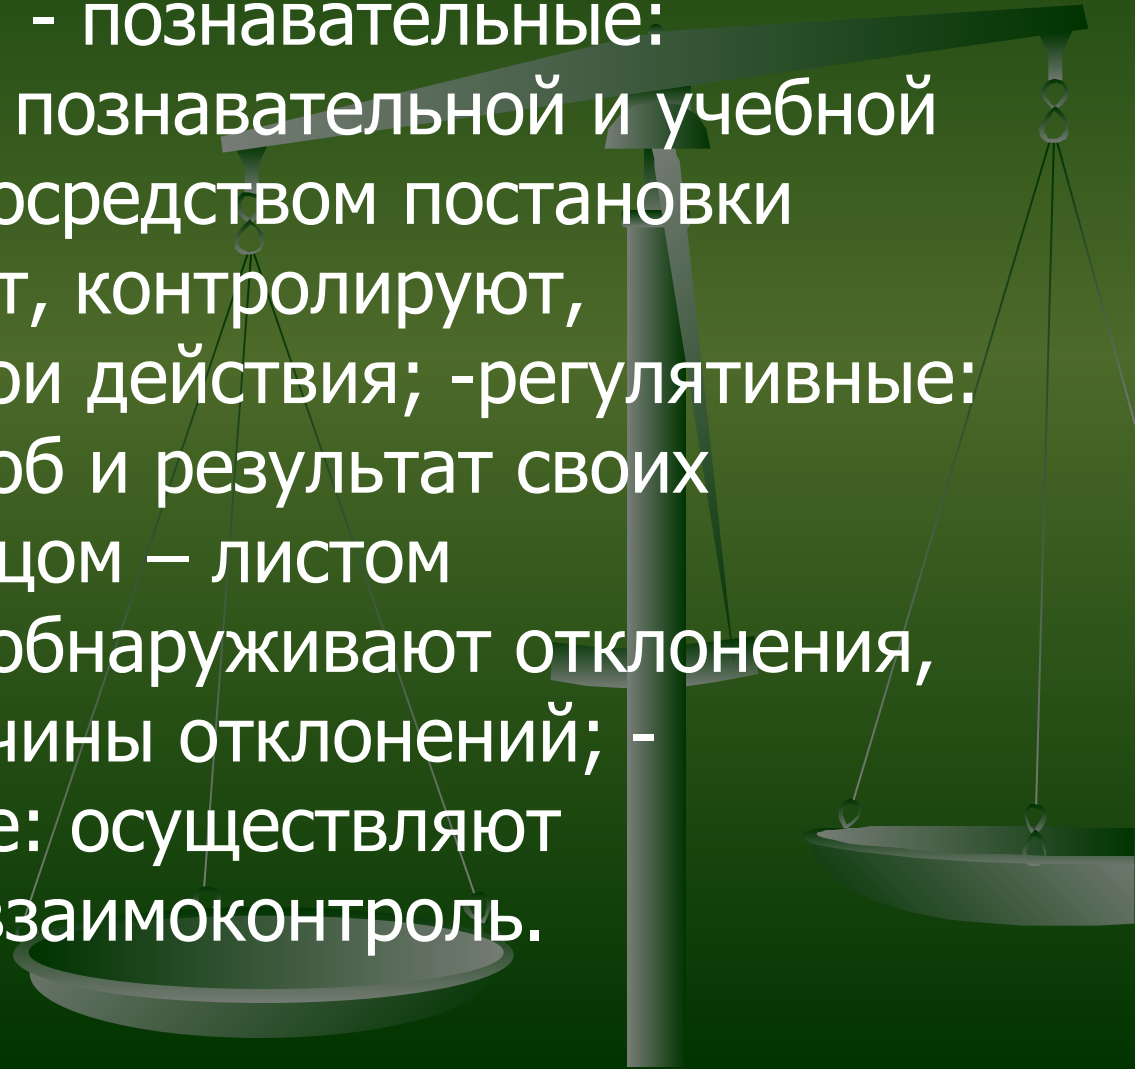 - познавательные:
познавательной и учебной
осредством постановки
т, контролируют,
ои действия; -регулятивные:
об и результат своих
цом – листом
обнаруживают отклонения,
чины отклонений; -
е: осуществляют
взаимоконтроль.